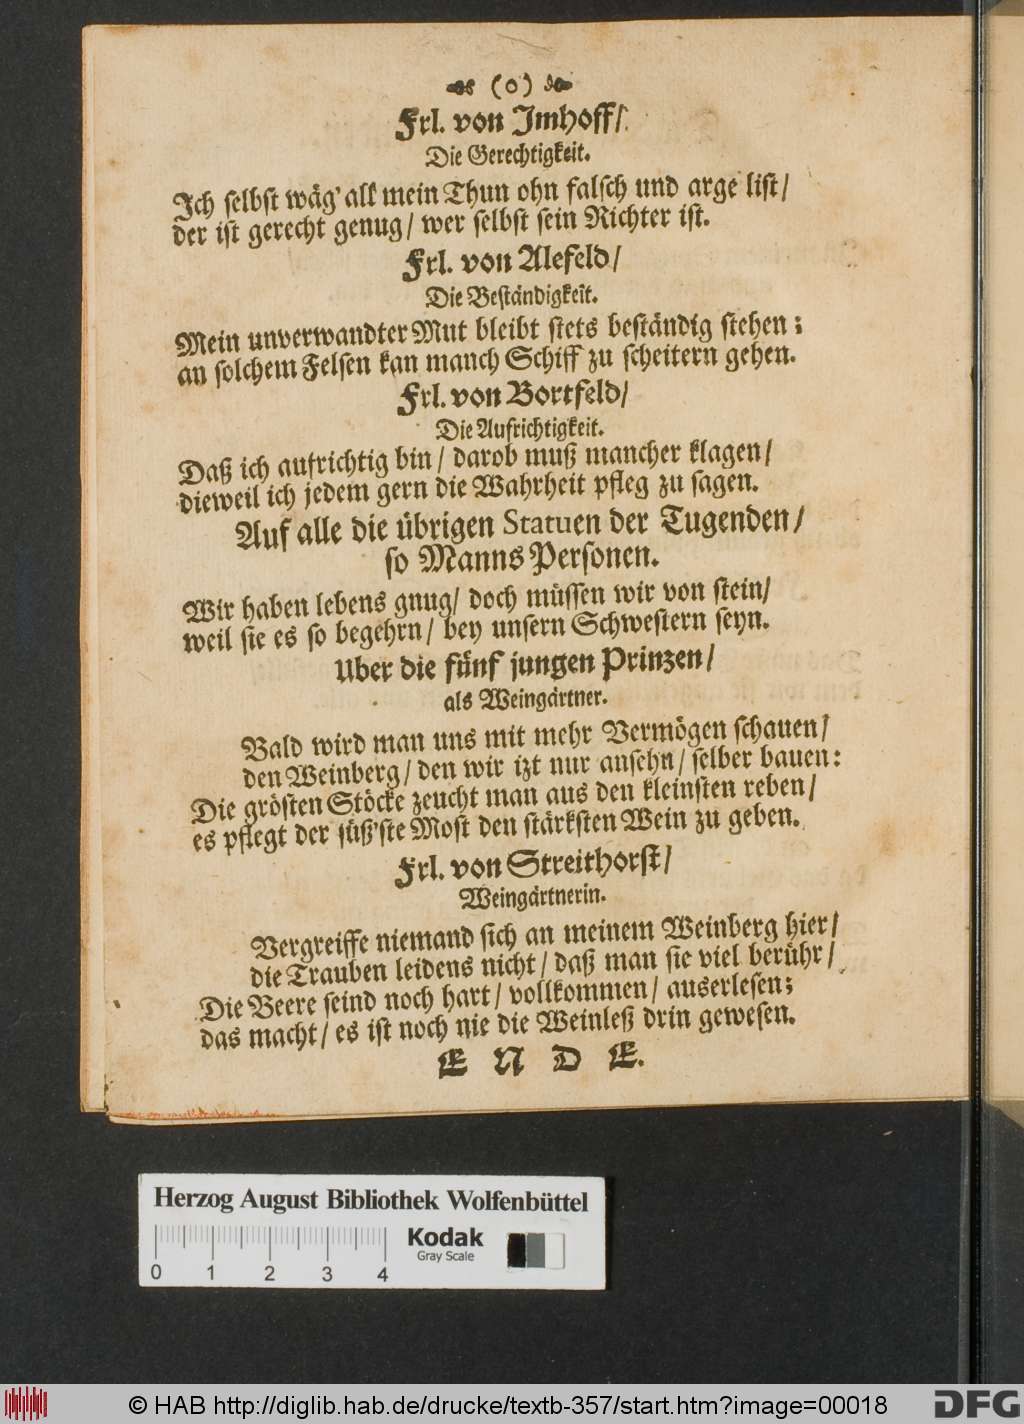 (o)
Frl. von Jmhoff/
Die Gerechtigkeit.
Jch selbst wäg' all mein Thun ohn falsch und arge list/
der ist gerecht genug/ wer selbst sein Richter ist.
Frl. von Alefeld/
Die Beständigkeit.
Mein unverwandter Mut bleibt stets beständig stehen;
an solchem Felsen kan manch Schiff zu scheitern gehen.
Frl. von Bortfeld/
Die Aufrichtigkeit.
Daß ich aufrichtig bin/ darob muß mancher klagen/
dieweil ich jedem gern die Wahrheit pfleg zu sagen.
Auf alle die übrigen Statuen der Tugenden/
so Manns Personen.
Wir haben lebens gnug/ doch müssen wir von stein/
weil sie es so begehrn/ bey unsern Schwestern seyn.
Uber die fünf jungen Prinzen/
als Weingärtner.
Bald wird man uns mit mehr Vermögen schauen/
den Weinberg/ den wir izt nur ansehn/ selber bauen:
Die grösten Stöcke zeucht man aus den kleinsten reben/
es pflegt der süß'ste Most den stärksten Wein zu geben.
Frl. von Streithorst/
Weingärtnerin.
Vergreiffe niemand sich an meinem Weinberg hier/
die Trauben leidens nicht/ daß man sie viel berühr/
Die Beere seind noch hart/ vollkommen/ auserlesen;
das macht/ es ist noch nie die Weinleß drin gewesen.
E N D E.
Herzog August Bibliothek Wolfenbüttel
Kodak
Gray Scale
0 1 2 3 4
© HAB http://diglib.hab.de/drucke/textb-357/start.htm?image=00018
DFG